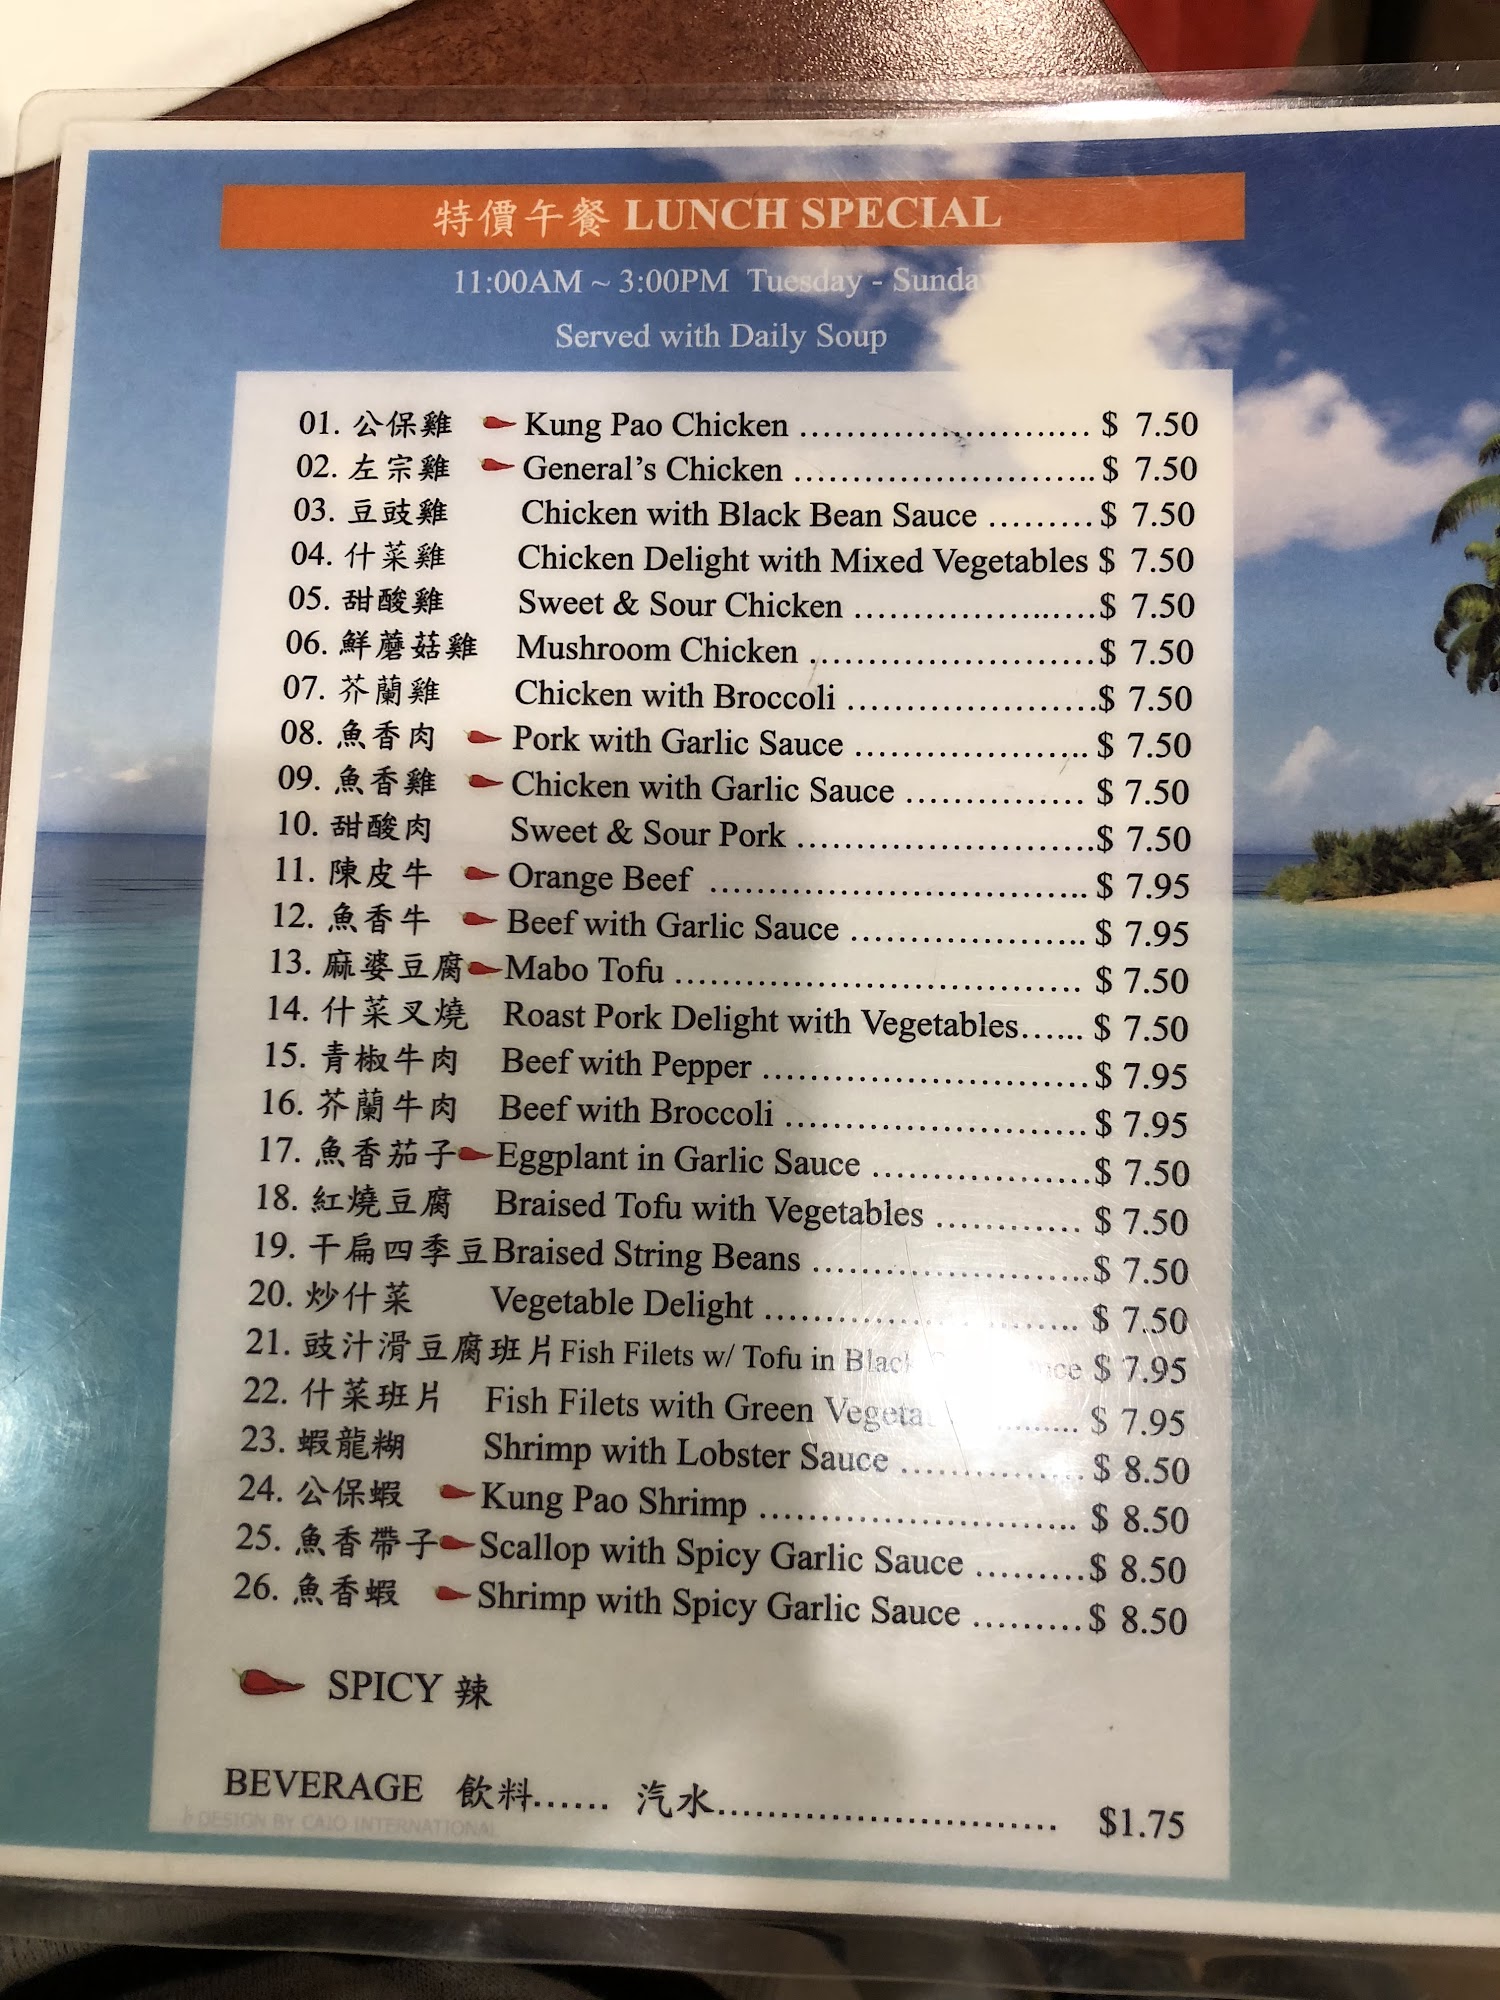 特價午餐 LUNCH SPECIAL
11:00AM ~ 3:00PM Tuesday - Sunday
Served with Daily Soup
01. 公保雞 Kung Pao Chicken ............................ $ 7.50
02. 左宗雞 General's Chicken ............................ $ 7.50
03. 豆豉雞 Chicken with Black Bean Sauce ......... $ 7.50
04. 什菜雞 Chicken Delight with Mixed Vegetables $ 7.50
05. 甜酸雞 Sweet & Sour Chicken ........................ $ 7.50
06. 鮮蘑菇雞 Mushroom Chicken ......................... $ 7.50
07. 芥蘭雞 Chicken with Broccoli ...................... $ 7.50
08. 魚香肉 Pork with Garlic Sauce ..................... $ 7.50
09. 魚香雞 Chicken with Garlic Sauce ................ $ 7.50
10. 甜酸肉 Sweet & Sour Pork .......................... $ 7.50
11. 陳皮牛 Orange Beef ................................. $ 7.95
12. 魚香牛 Beef with Garlic Sauce ..................... $ 7.95
13. 麻婆豆腐 Mabo Tofu ................................... $ 7.50
14. 什菜叉燒 Roast Pork Delight with Vegetables...... $ 7.50
15. 青椒牛肉 Beef with Pepper ............................ $ 7.95
16. 芥蘭牛肉 Beef with Broccoli .......................... $ 7.95
17. 魚香茄子 Eggplant in Garlic Sauce ................... $ 7.50
18. 紅燒豆腐 Braised Tofu with Vegetables ............. $ 7.50
19. 干扁四季豆 Braised String Beans ........................ $ 7.50
20. 炒什菜 Vegetable Delight ........................... $ 7.50
21. 豉汁滑豆腐班片 Fish Filets w/ Tofu in Black $ 7.95
22. 什菜班片 Fish Filets with Green ......... $ 7.95
23. 蝦龍糊 Shrimp with Lobster Sauce ................ $ 8.50
24. 公保蝦 Kung Pao Shrimp ........................... $ 8.50
25. 魚香帶子 Scallop with Spicy Garlic Sauce ......... $ 8.50
26. 魚香蝦 Shrimp with Spicy Garlic Sauce ......... $ 8.50
SPICY 辣
BEVERAGE 飲料...... 汽水............................. $1.75
DESIGN BY CAIO INTERNATIONAL